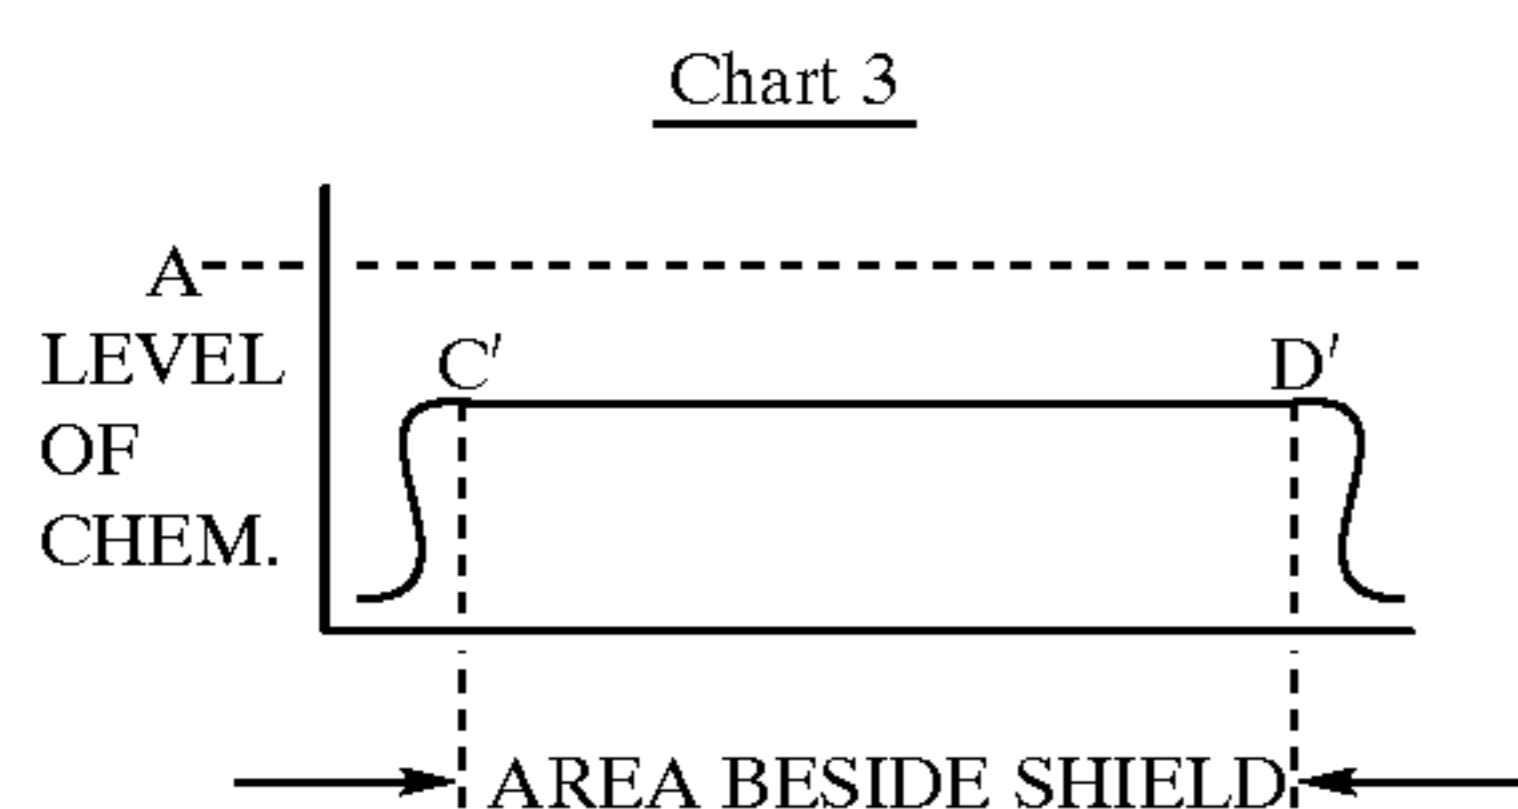 Chart 3
A
LEVEL
OF
CHEM.
C′
D′
AREA BESIDE SHIELD